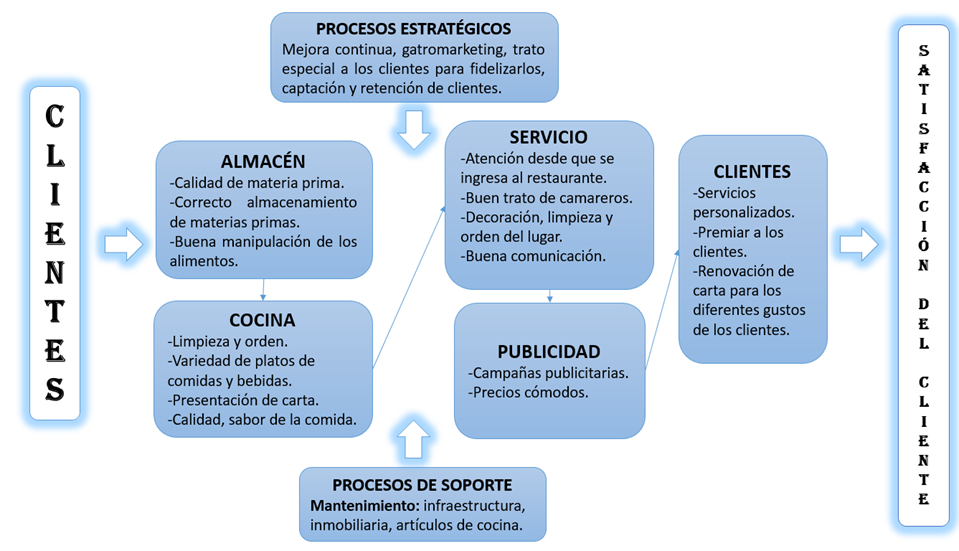 CLIENTES
PROCESOS ESTRATÉGICOS
Mejora continua, gatromarketing, trato
especial a los clientes para fidelizarlos,
captación y retención de clientes.
ALMACÉN
-Calidad de materia prima.
-Correcto almacenamiento
de materias primas.
-Buena manipulación de los
alimentos.
COCINA
-Limpieza y orden.
-Variedad de platos de
comidas y bebidas.
-Presentación de carta.
-Calidad, sabor de la comida.
SERVICIO
-Atención desde que se
ingresa al restaurante.
-Buen trato de camareros.
-Decoración, limpieza y
orden del lugar.
-Buena comunicación.
PUBLICIDAD
-Campañas publicitarias.
-Precios cómodos.
CLIENTES
-Servicios
personalizados.
-Premiar a los
clientes.
-Renovación de
carta para los
diferentes gustos
de los clientes.
PROCESOS DE SOPORTE
Mantenimiento: infraestructura,
inmobiliaria, artículos de cocina.
SATISFACCIÓN DEL CLIENTE